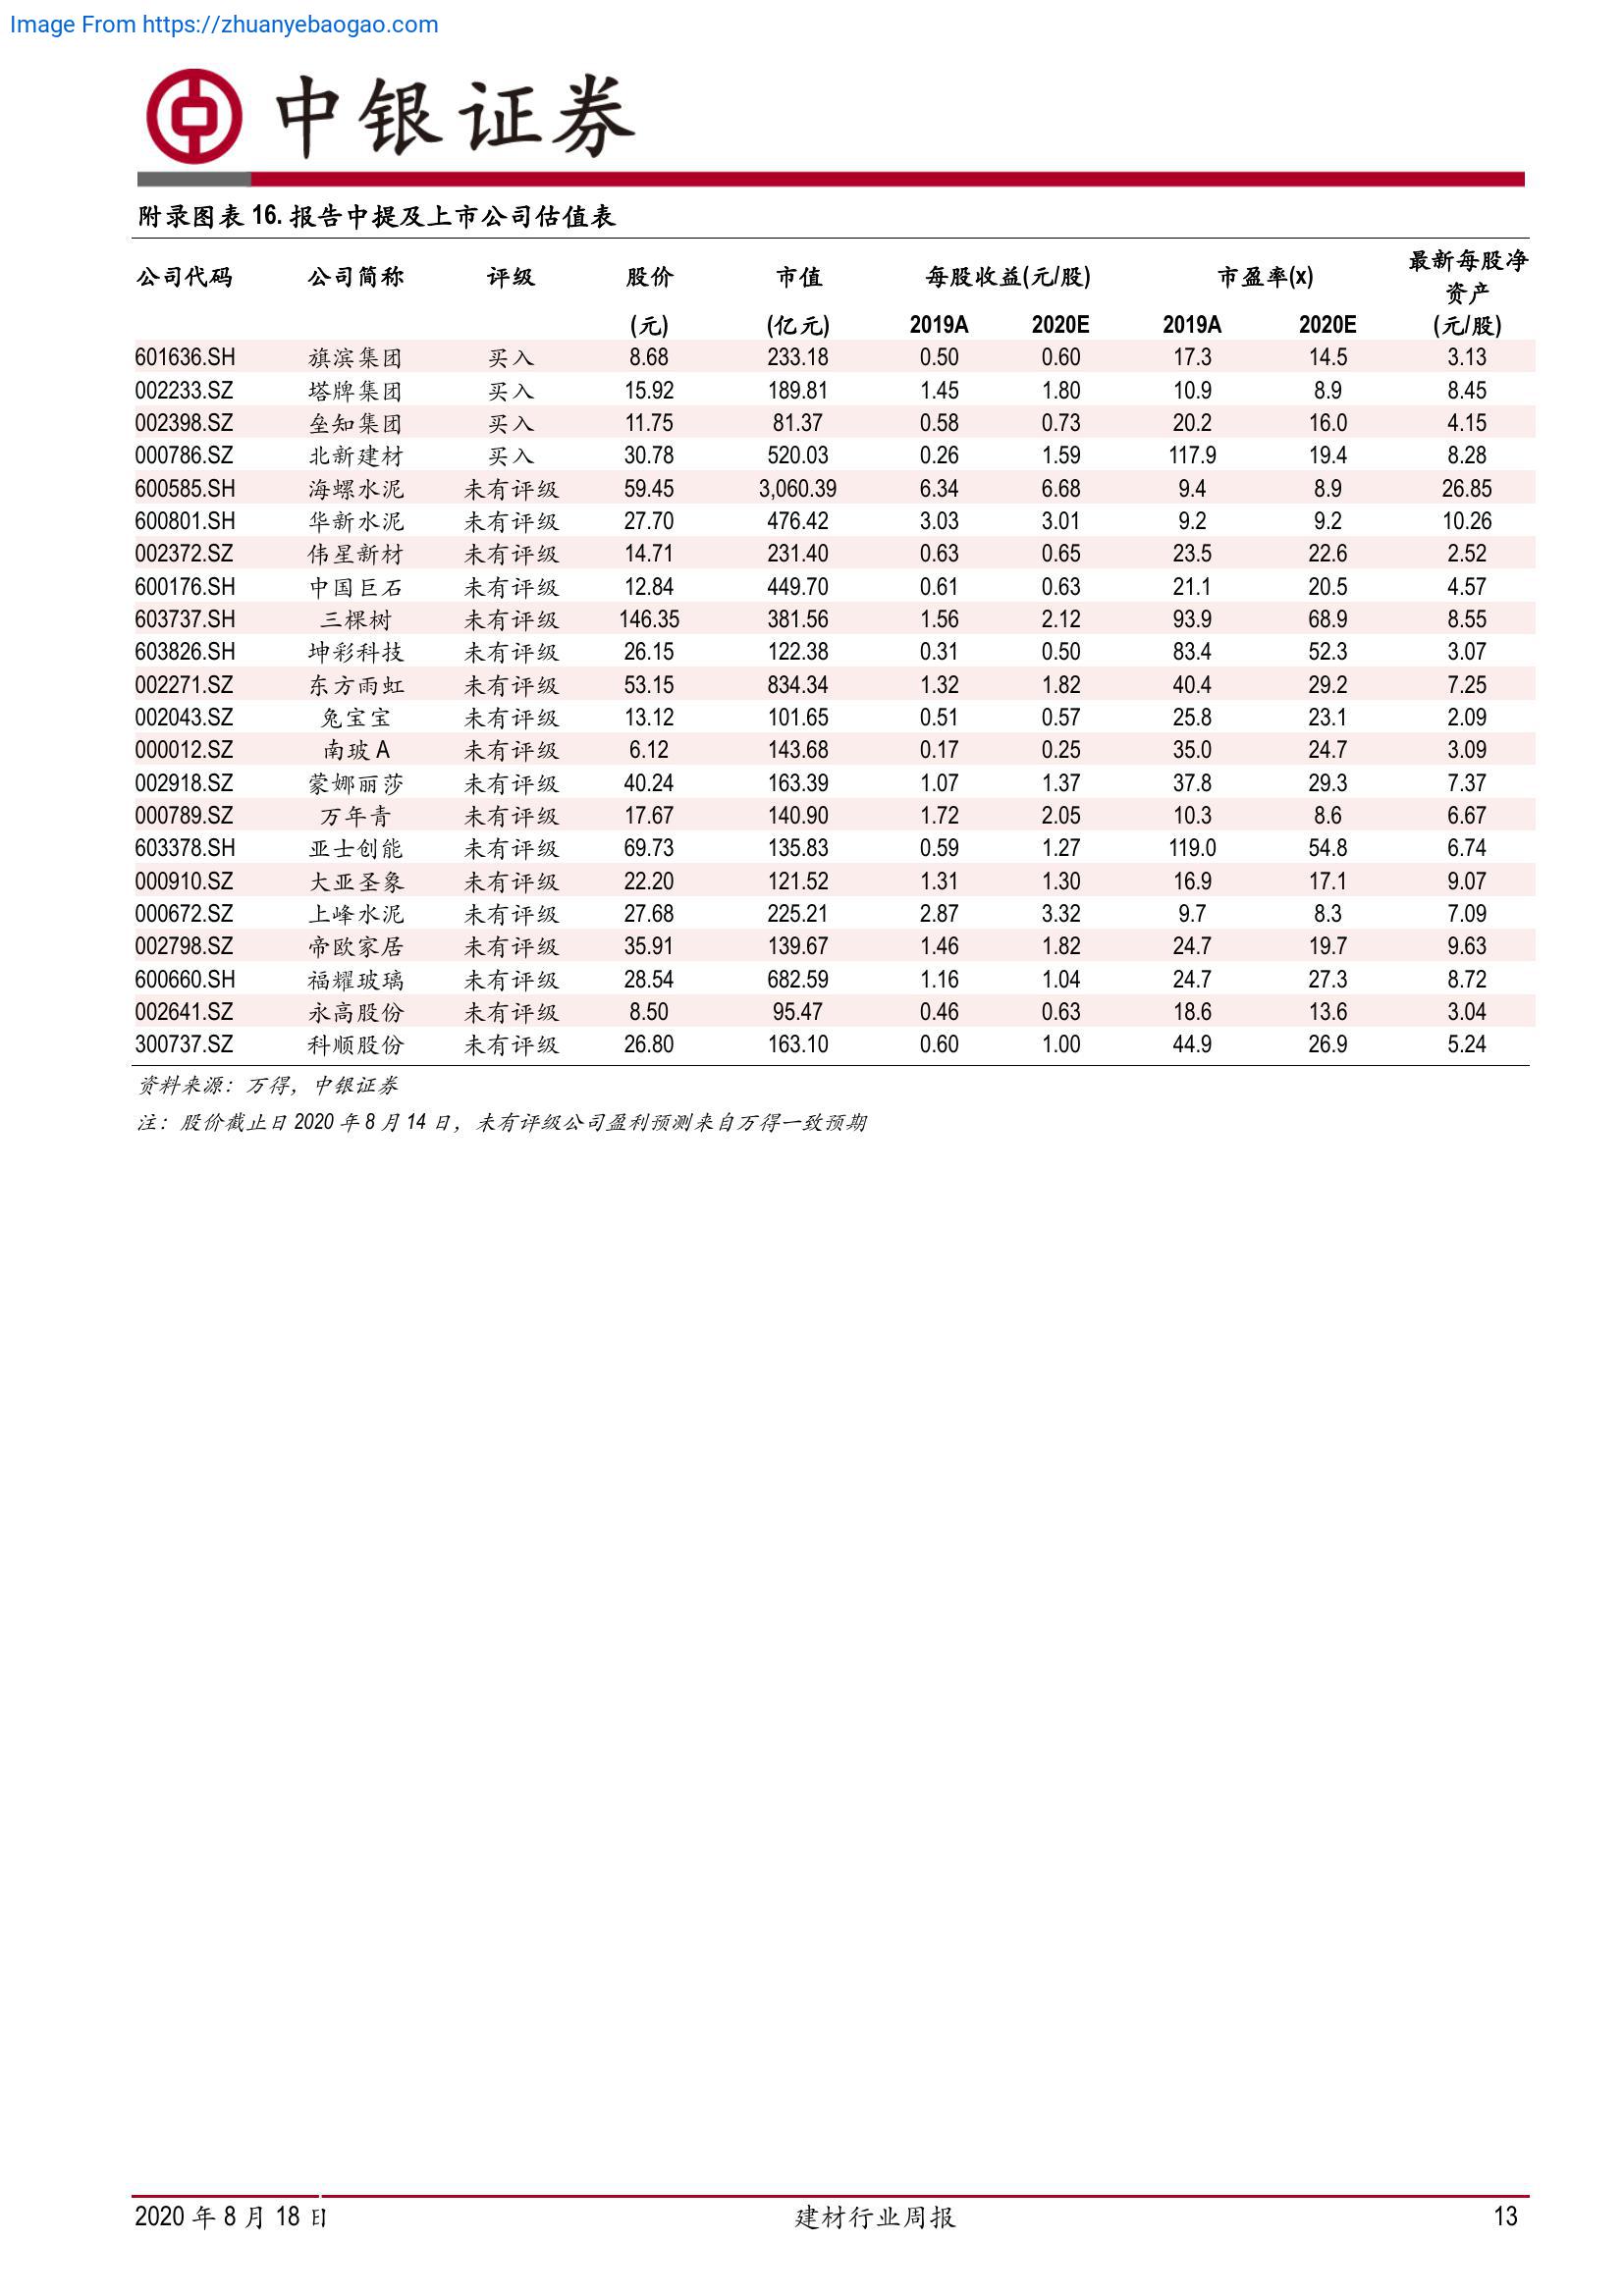 Image From https://zhuanyebaogao.com
中银证券
附录图表 16. 报告中提及上市公司估值表
公司代码 公司简称 评级 股价 市值 每股收益(元/股) 市盈率(x) 最新每股净
资产
(元) (亿元) 2019A 2020E 2019A 2020E (元/股)
601636.SH 旗滨集团 买入 8.68 233.18 0.50 0.60 17.3 14.5 3.13
002233.SZ 塔牌集团 买入 15.92 189.81 1.45 1.80 10.9 8.9 8.45
002398.SZ 垒知集团 买入 11.75 81.37 0.58 0.73 20.2 16.0 4.15
000786.SZ 北新建材 买入 30.78 520.03 0.26 1.59 117.9 19.4 8.28
600585.SH 海螺水泥 未有评级 59.45 3,060.39 6.34 6.68 9.4 8.9 26.85
600801.SH 华新水泥 未有评级 27.70 476.42 3.03 3.01 9.2 9.2 10.26
002372.SZ 伟星新材 未有评级 14.71 231.40 0.63 0.65 23.5 22.6 2.52
600176.SH 中国巨石 未有评级 12.84 449.70 0.61 0.63 21.1 20.5 4.57
603737.SH 三棵树 未有评级 146.35 381.56 1.56 2.12 93.9 68.9 8.55
603826.SH 坤彩科技 未有评级 26.15 122.38 0.31 0.50 83.4 52.3 3.07
002271.SZ 东方雨虹 未有评级 53.15 834.34 1.32 1.82 40.4 29.2 7.25
002043.SZ 兔宝宝 未有评级 13.12 101.65 0.51 0.57 25.8 23.1 2.09
000012.SZ 南玻 A 未有评级 6.12 143.68 0.17 0.25 35.0 24.7 3.09
002918.SZ 蒙娜丽莎 未有评级 40.24 163.39 1.07 1.37 37.8 29.3 7.37
000789.SZ 万年青 未有评级 17.67 140.90 1.72 2.05 10.3 8.6 6.67
603378.SH 亚士创能 未有评级 69.73 135.83 0.59 1.27 119.0 54.8 6.74
000910.SZ 大亚圣象 未有评级 22.20 121.52 1.31 1.30 16.9 17.1 9.07
000672.SZ 上峰水泥 未有评级 27.68 225.21 2.87 3.32 9.7 8.3 7.09
002798.SZ 帝欧家居 未有评级 35.91 139.67 1.46 1.82 24.7 19.7 9.63
600660.SH 福耀玻璃 未有评级 28.54 682.59 1.16 1.04 24.7 27.3 8.72
002641.SZ 永高股份 未有评级 8.50 95.47 0.46 0.63 18.6 13.6 3.04
300737.SZ 科顺股份 未有评级 26.80 163.10 0.60 1.00 44.9 26.9 5.24
资料来源：万得，中银证券
注：股价截止日 2020 年 8 月 14 日，未有评级公司盈利预测来自万得一致预期
2020 年 8 月 18 日 建材行业周报 13